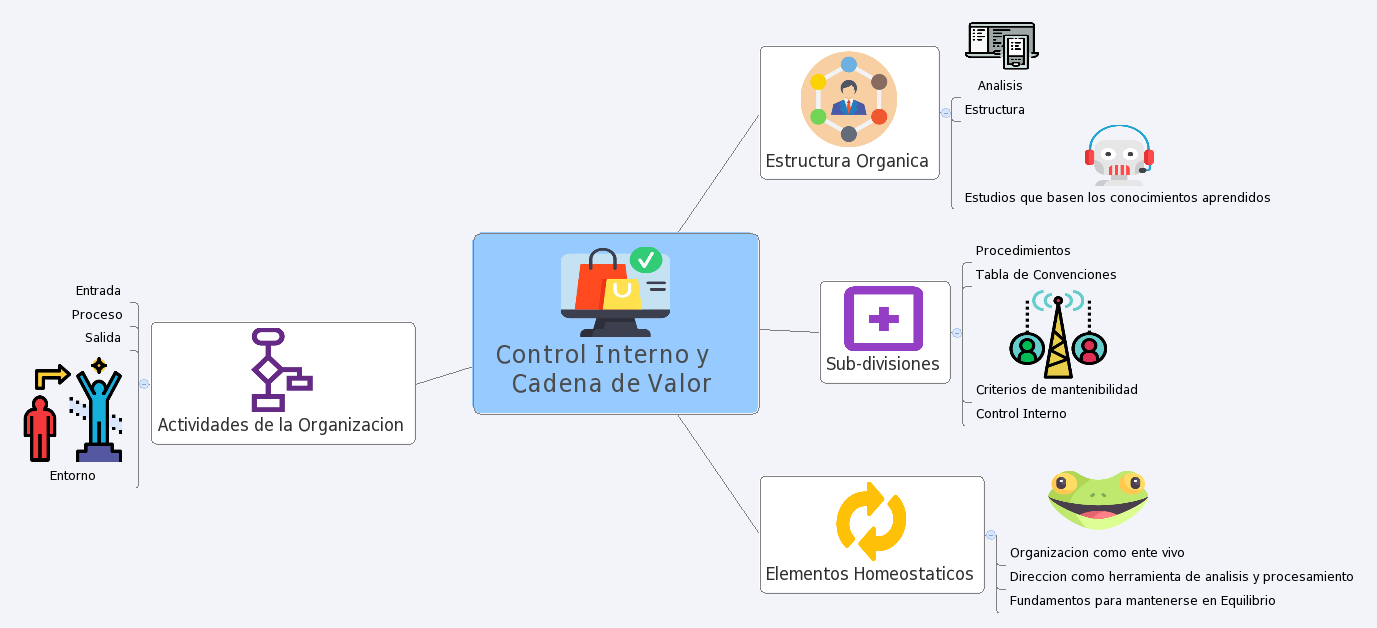 Control Interno y
Cadena de Valor
Estructura Organica
Analisis
Estructura
Estudios que basen los conocimientos aprendidos
Sub-divisiones
Procedimientos
Tabla de Convenciones
Criterios de mantenibilidad
Control Interno
Elementos Homeostaticos
Organizacion como ente vivo
Direccion como herramienta de analisis y procesamiento
Fundamentos para mantenerse en Equilibrio
Actividades de la Organizacion
Entrada
Proceso
Salida
Entorno